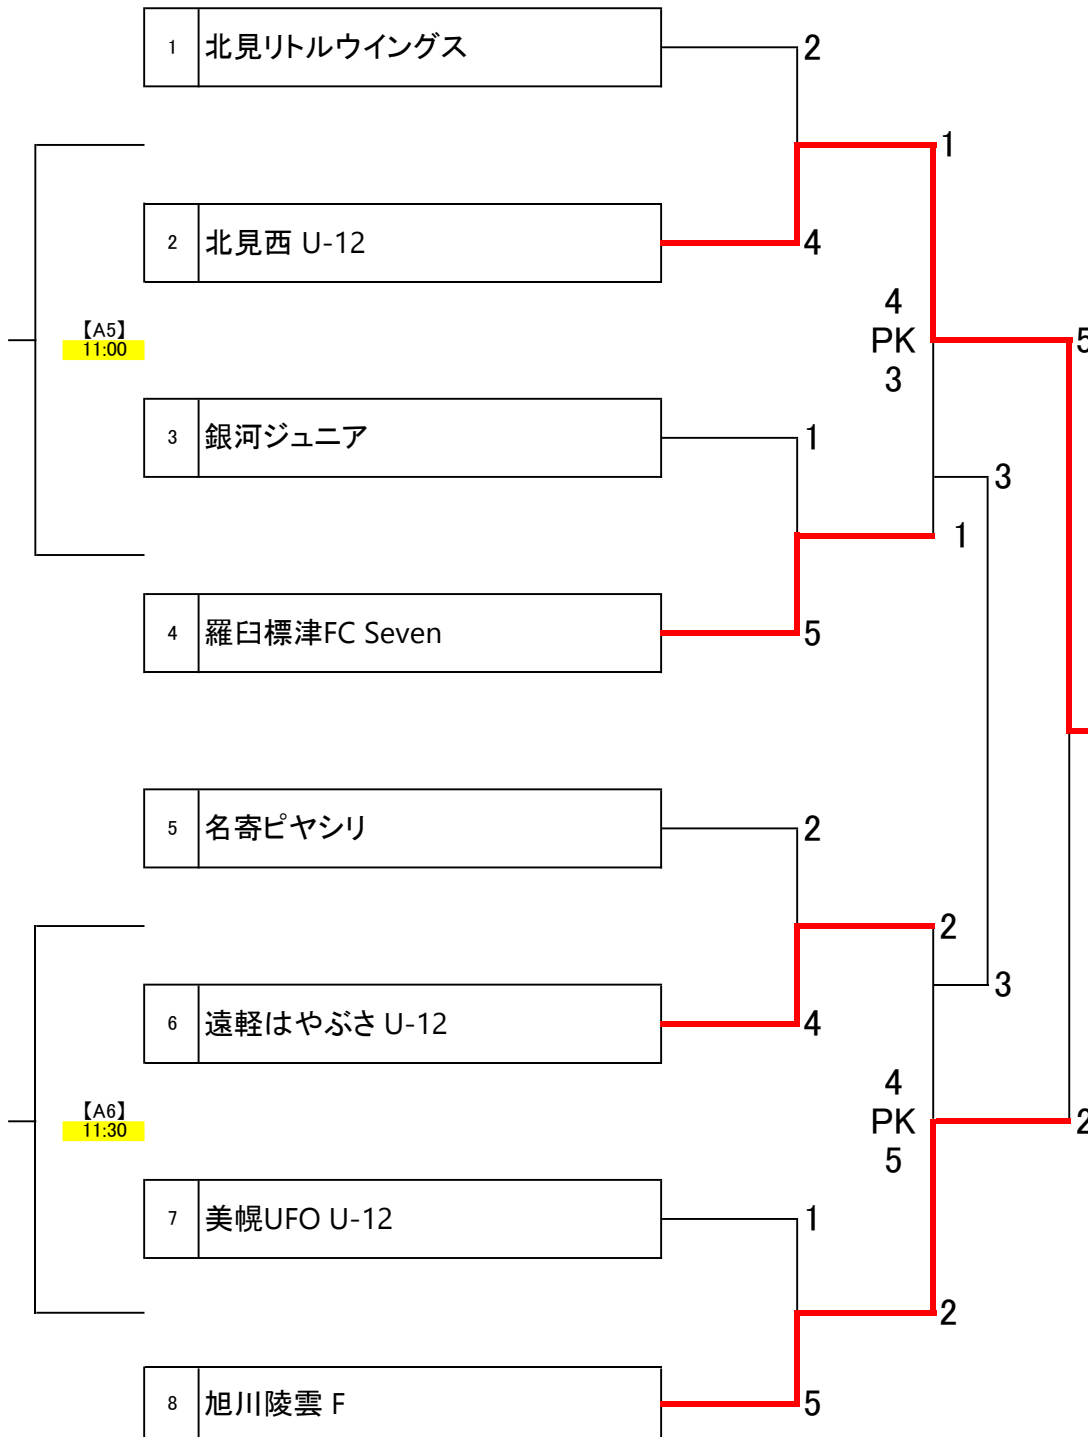 1 北見リトルウイングス 2
1
2 北見西 U-12 4
4
PK
3
【A5】
11:00
5
3 銀河ジュニア 1
3
1
4 羅臼標津FC Seven 5
5 名寄ピヤシリ 2
2
3
6 遠軽はやぶさ U-12 4
4
PK
5
【A6】
11:30
2
7 美幌UFO U-12 1
2
8 旭川陵雲 F 5